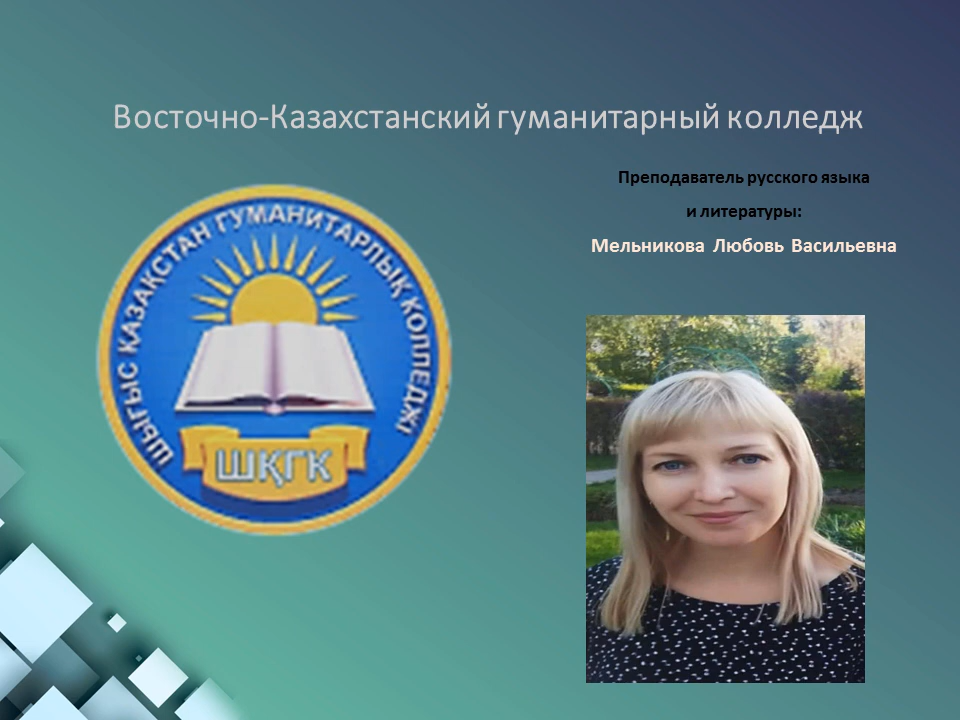 Восточно-Казахстанский гуманитарный колледж
Преподаватель русского языка
и литературы:
Мельникова Любовь Васильевна
ШЫҒЫС ҚАЗАҚСТАН ГУМАНИТАРЛЫҚ КОЛЛЕДЖІ
ШҚГК